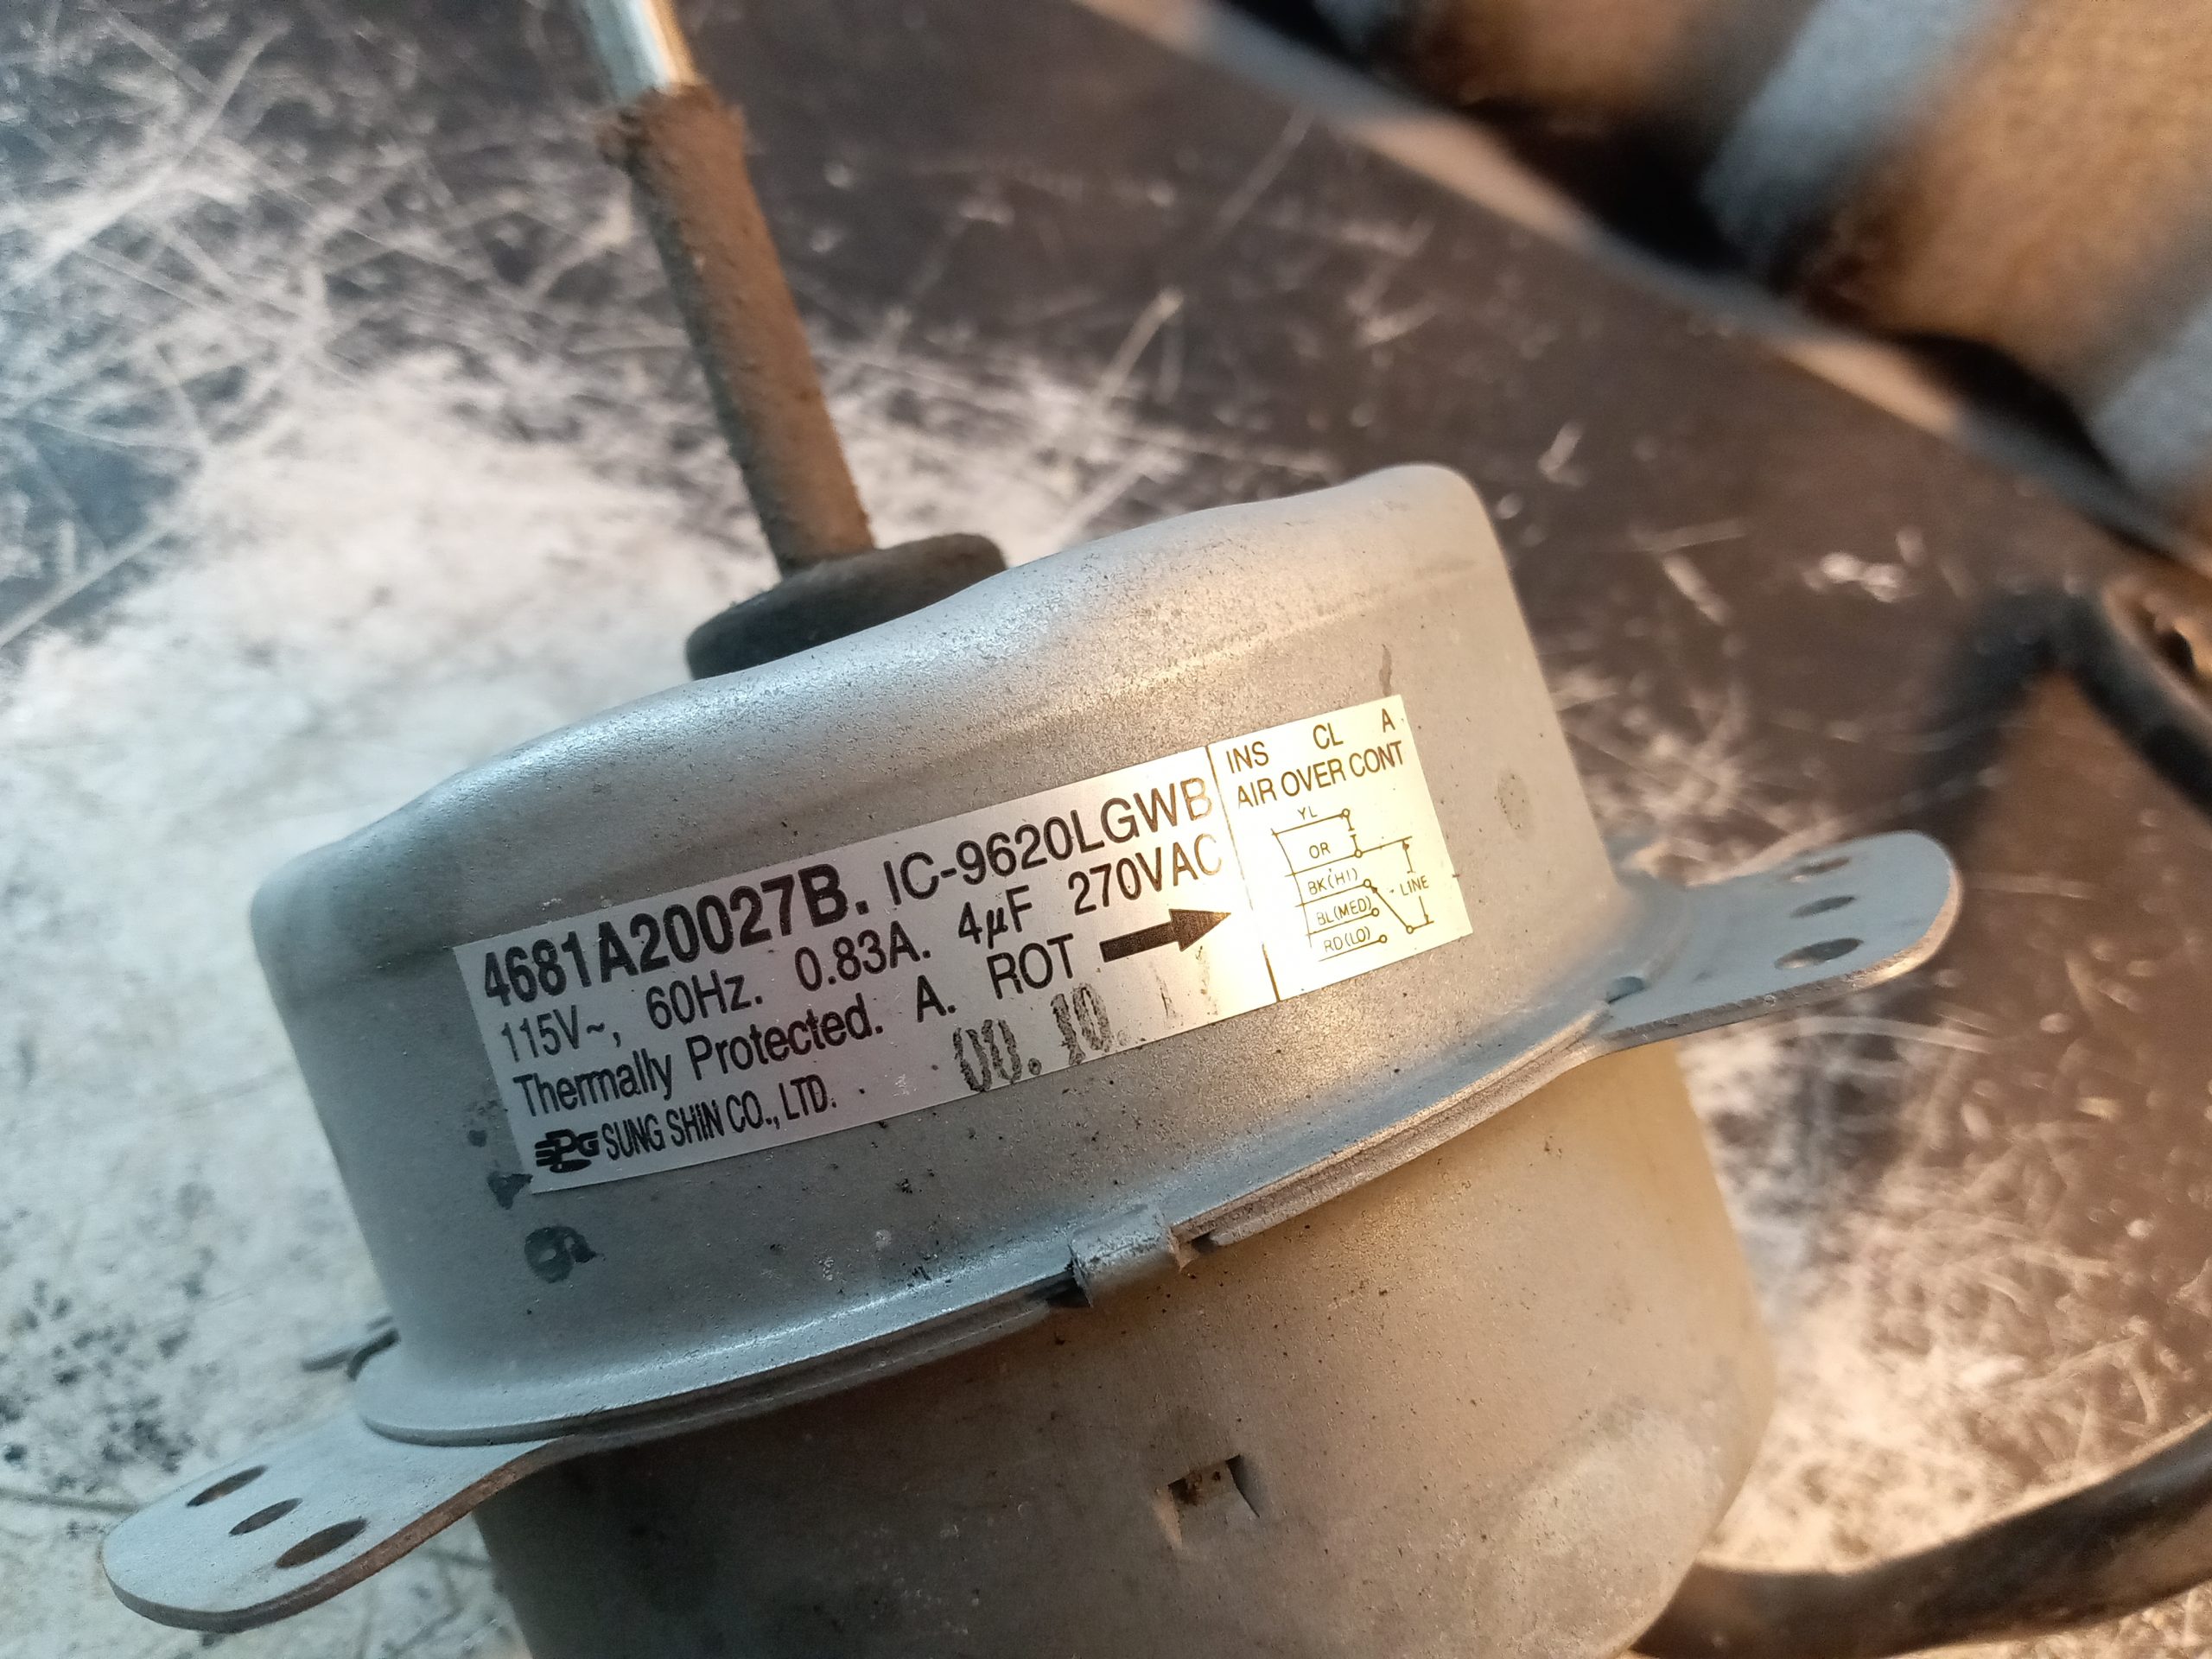 4681A20027B. IC-9620LGWB
115V~, 60Hz. 0.83A. 4μF 270VAC
Thermally Protected. A. ROT
SPG SUNG SHIN CO., LTD.
00. 10.
INS CL A
AIR OVER CONT
YL
OR
BK(HI)
LINE
BL(MED)
RD(LO)